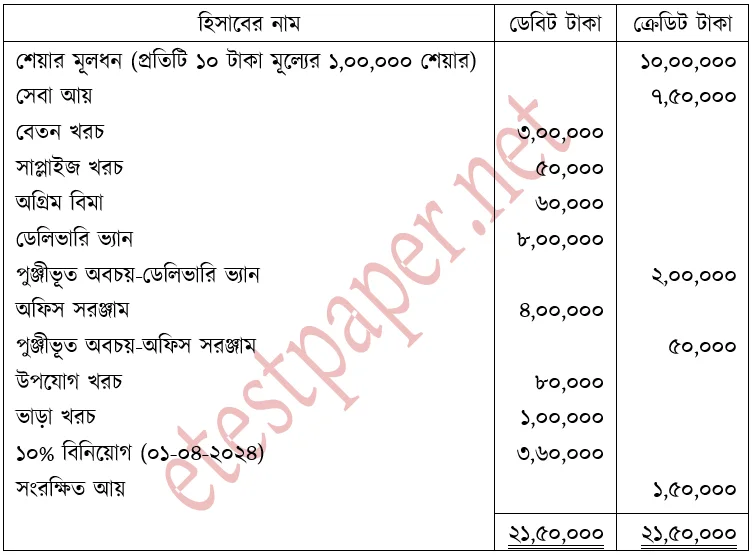 হিসাবের নাম ডেবিট টাকা ক্রেডিট টাকা
শেয়ার মূলধন (প্রতিটি ১০ টাকা মূল্যের ১,০০,০০০ শেয়ার) ১০,০০,০০০
সেবা আয় ৭,৫০,০০০
বেতন খরচ ৩,০০,০০০
সাপ্লাইজ খরচ ৫০,০০০
অগ্রিম বিমা ৬০,০০০
ডেলিভারি ভ্যান ৮,০০,০০০
পুঞ্জীভূত অবচয়-ডেলিভারি ভ্যান ২,০০,০০০
অফিস সরঞ্জাম ৪,০০,০০০
পুঞ্জীভূত অবচয়-অফিস সরঞ্জাম ৫০,০০০
উপযোগ খরচ ৮০,০০০
ভাড়া খরচ ১,০০,০০০
১০% বিনিয়োগ (০১-০৪-২০২৪) ৩,৬০,০০০
সংরক্ষিত আয় ১,৫০,০০০
২১,৫০,০০০ ২১,৫০,০০০
etestpaper.net